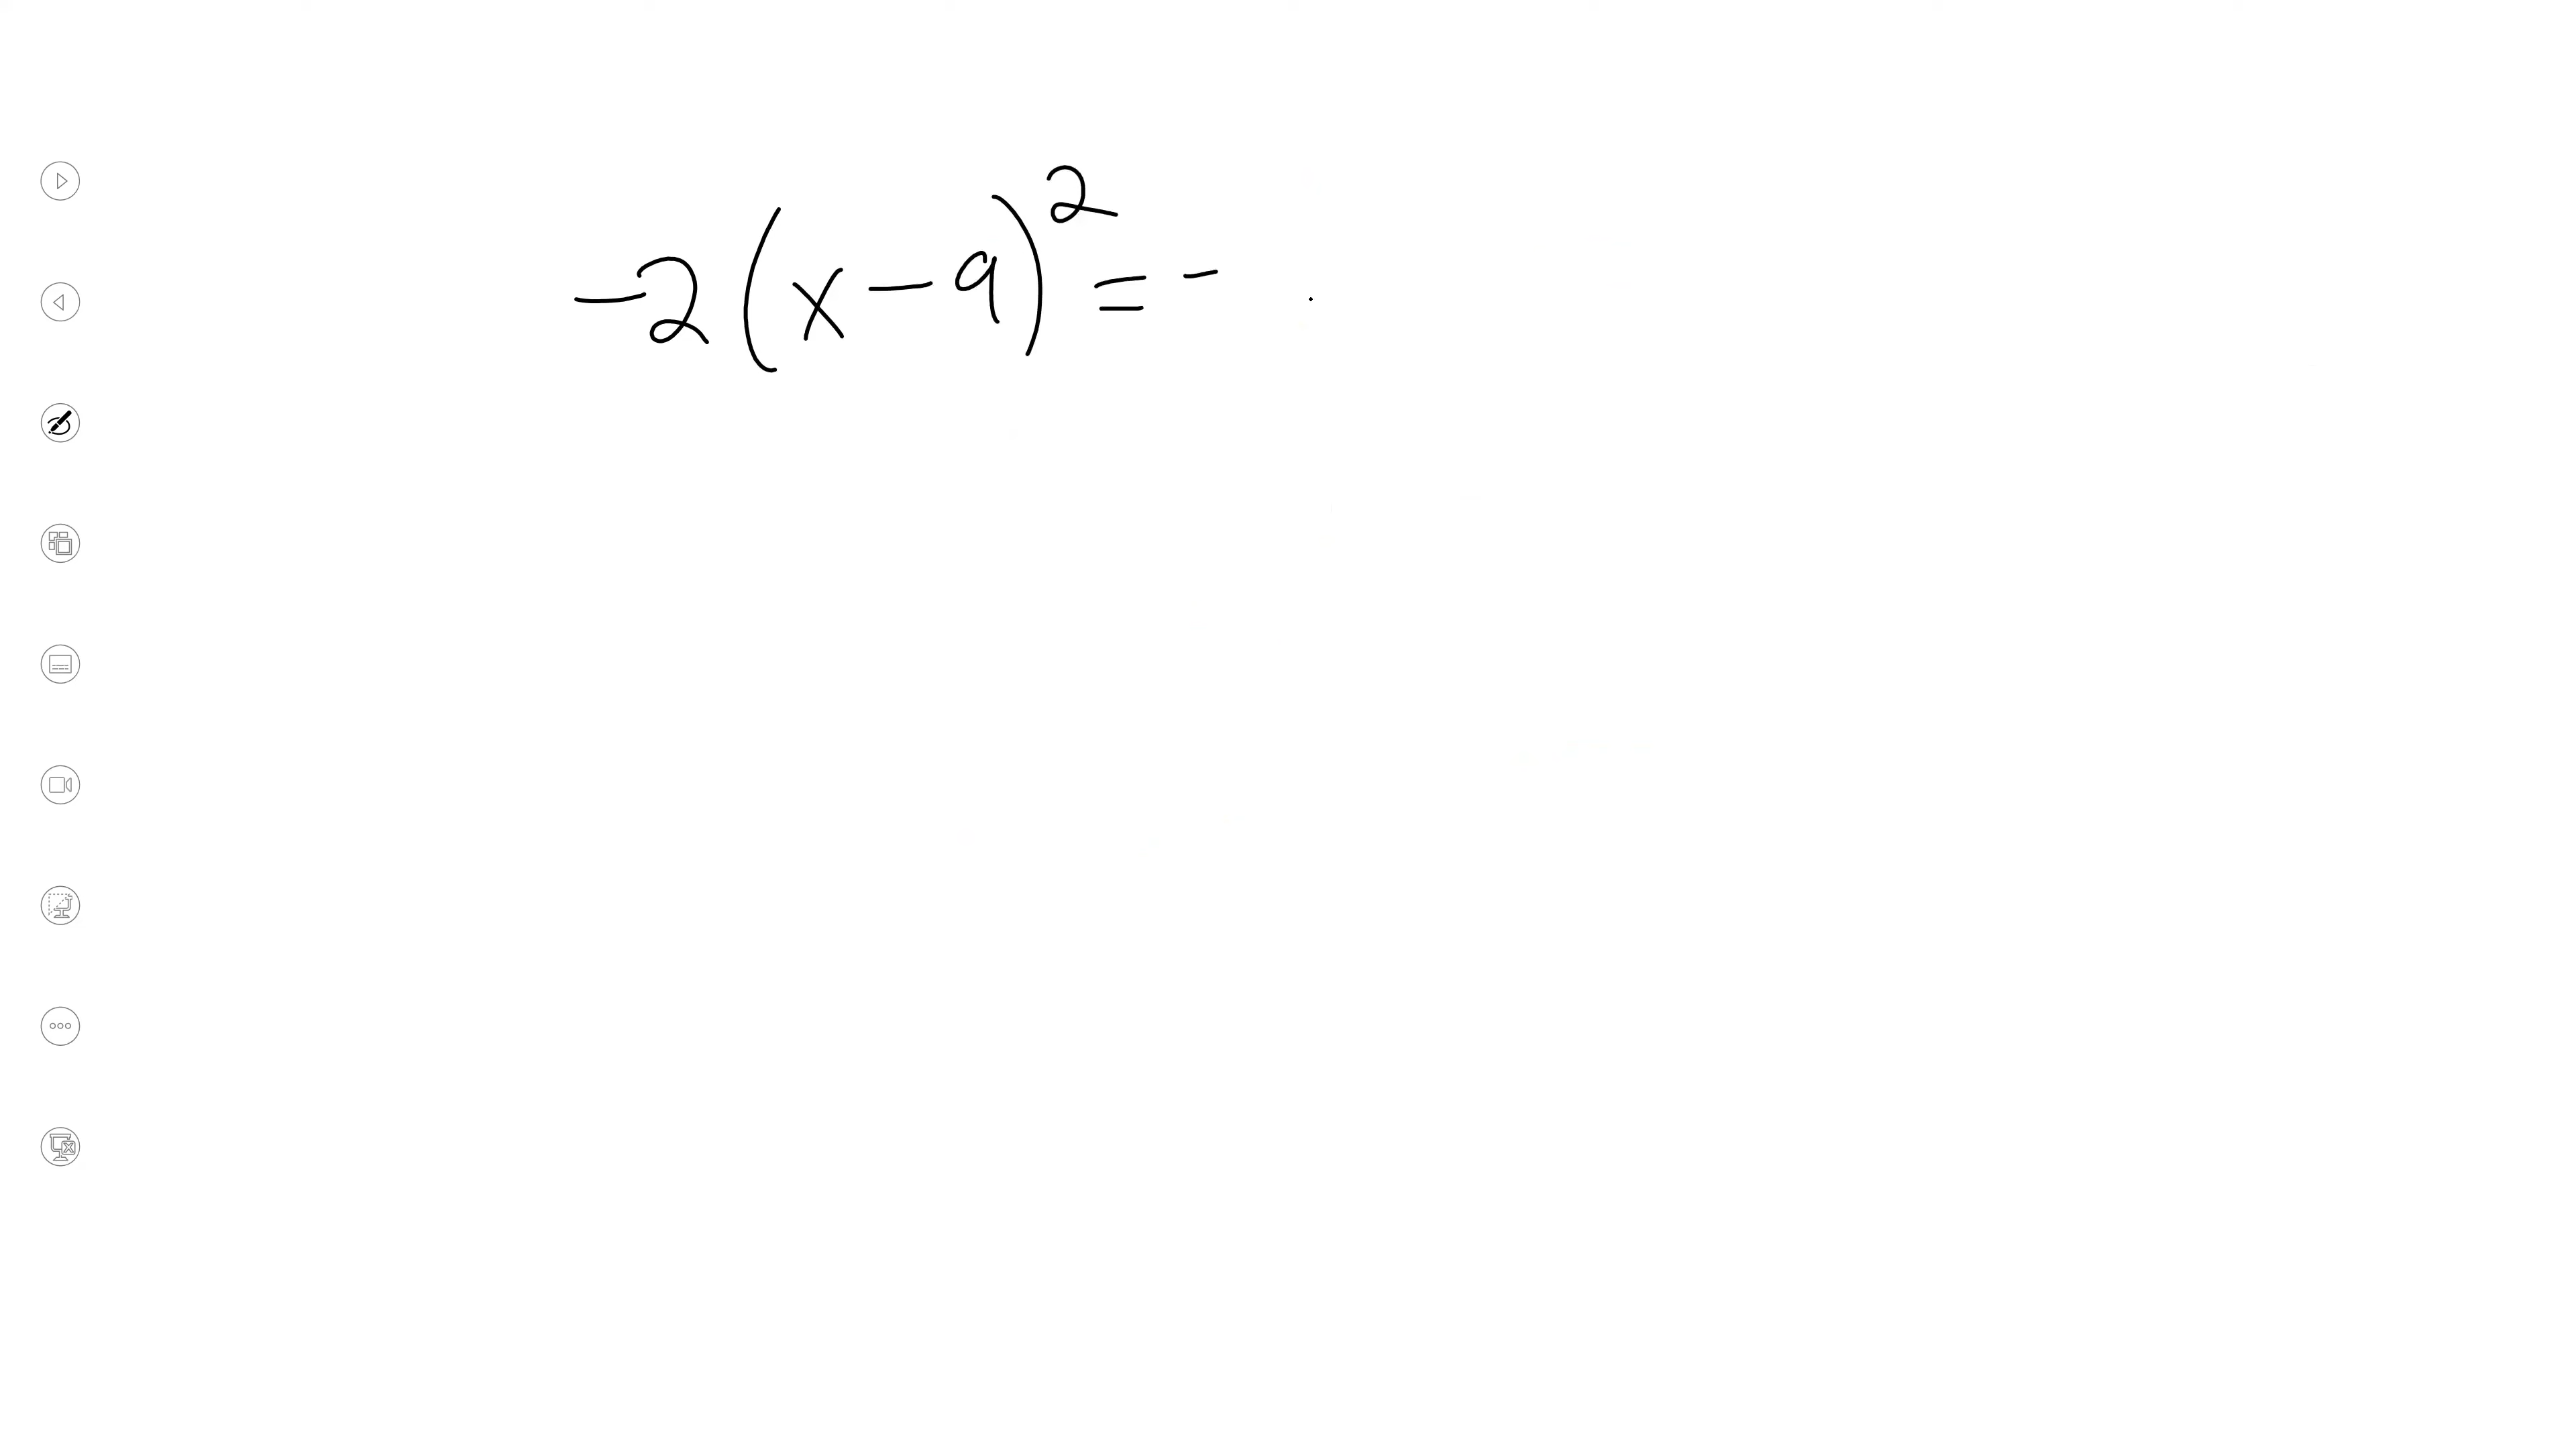 -2(x-9)² = -